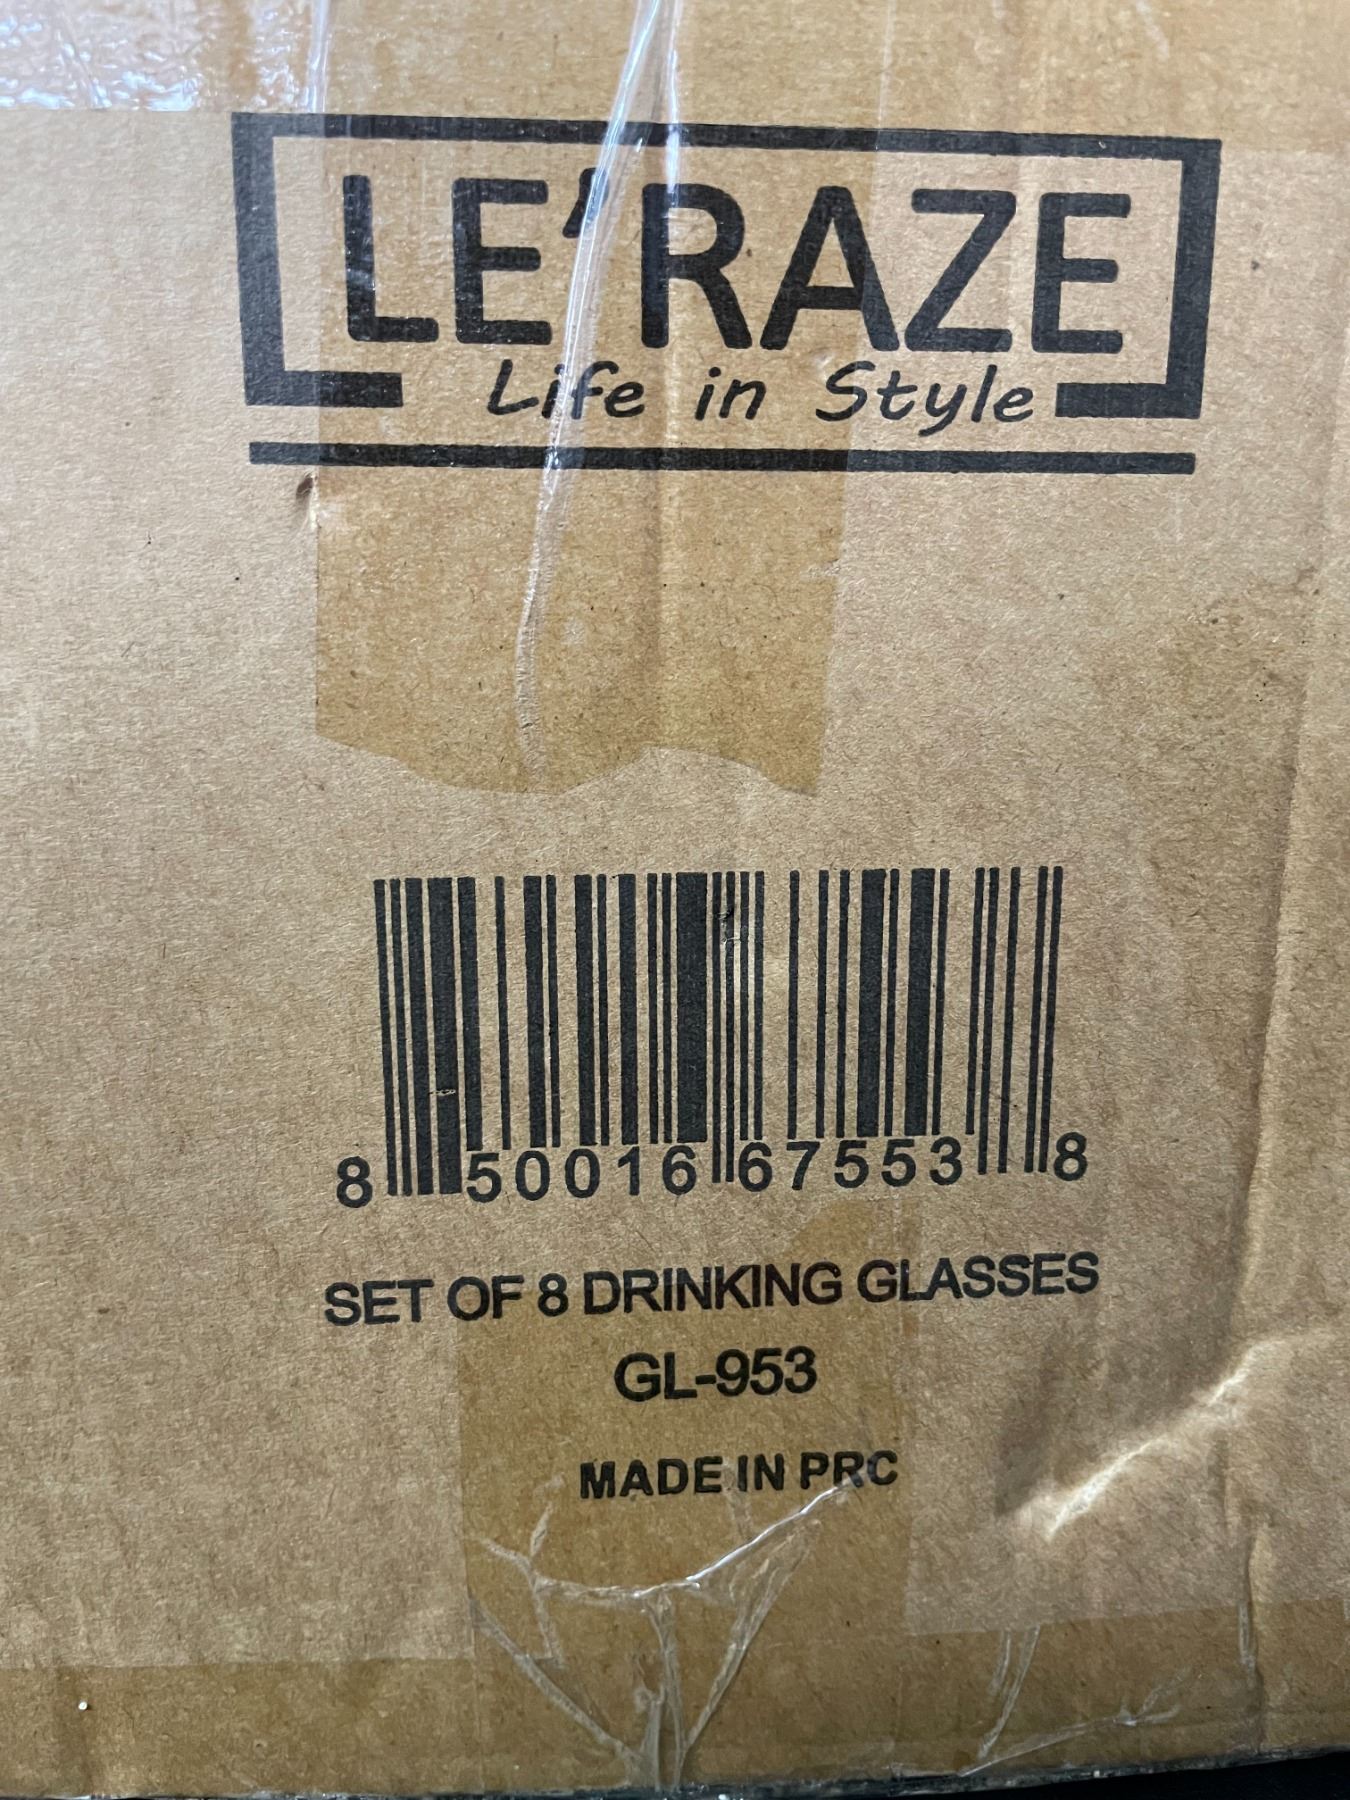 LE'RAZE
Life in Style
8 50016 67553 8
SET OF 8 DRINKING GLASSES
GL-953
MADE IN PRC